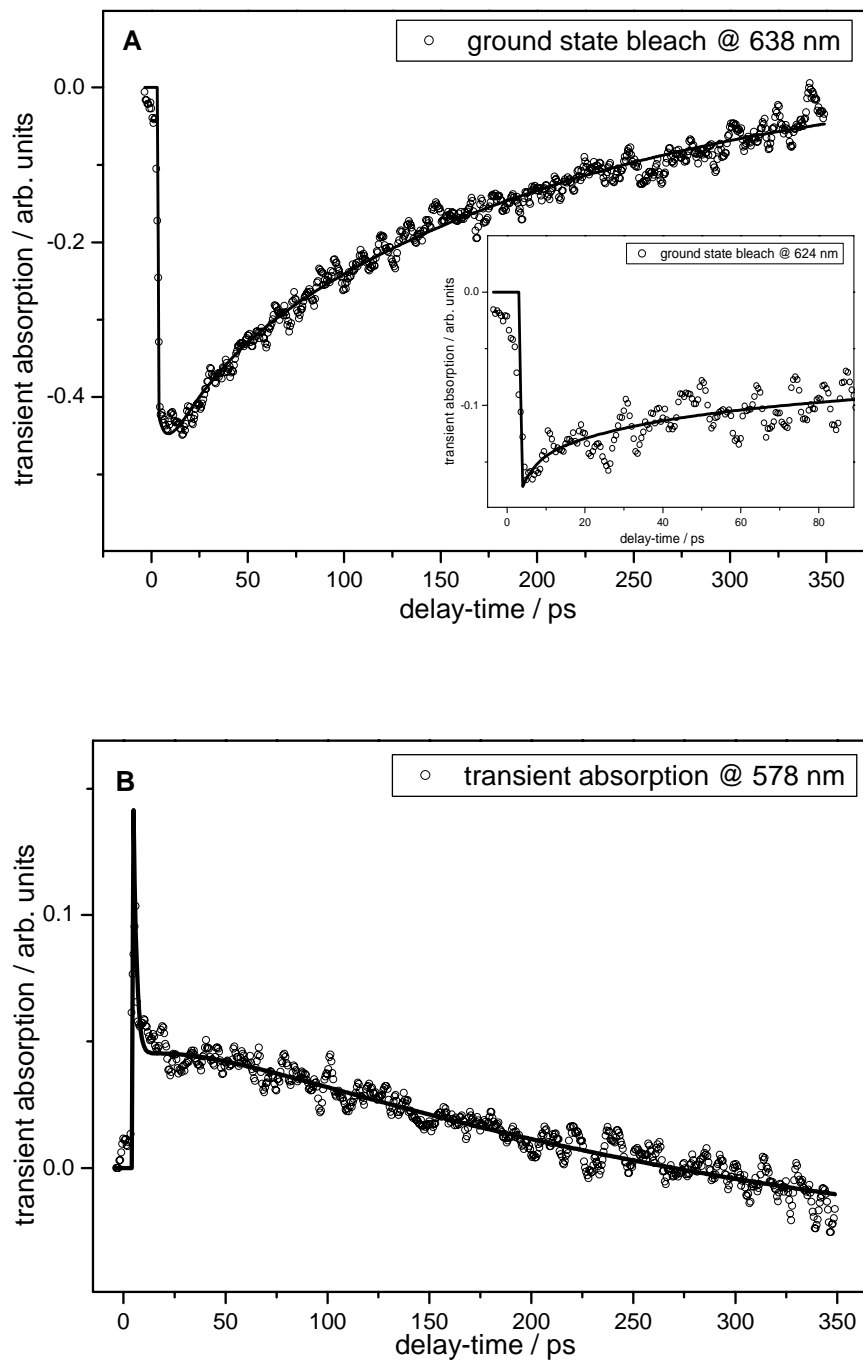 A
ground state bleach @ 638 nm
0.0
-0.2
-0.4
transient absorption / arb. units
ground state bleach @ 624 nm
0.0
-0.1
transient absorption / arb. units
0 20 40 60 80
delay-time / ps
0 50 100 150 200 250 300 350
delay-time / ps
B
transient absorption @ 578 nm
0.1
0.0
transient absorption / arb. units
0 50 100 150 200 250 300 350
delay-time / ps